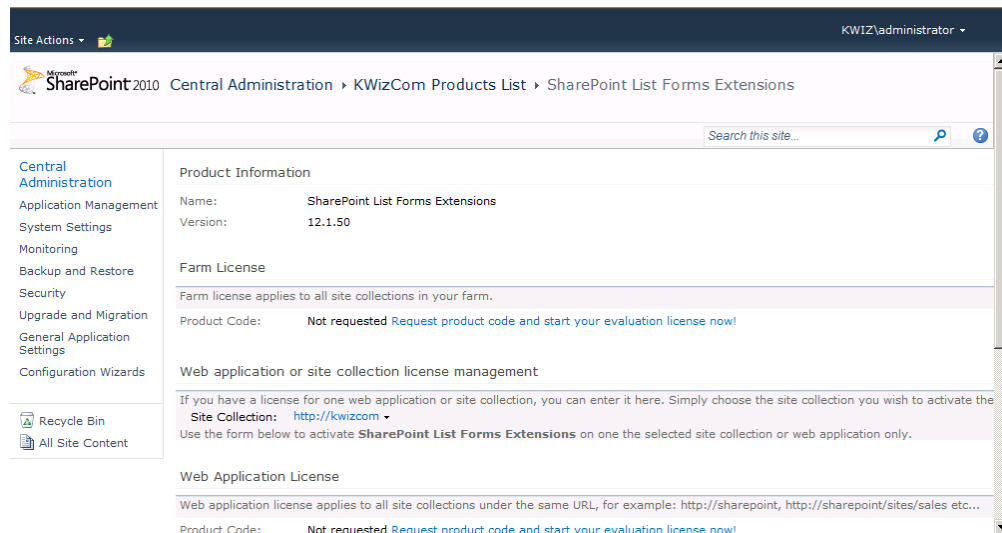 KWIZ\administrator
Site Actions
Microsoft
SharePoint 2010 Central Administration KWizCom Products List SharePoint List Forms Extensions
Search this site...
Central
Administration
Application Management
System Settings
Monitoring
Backup and Restore
Security
Upgrade and Migration
General Application
Settings
Configuration Wizards
Recycle Bin
All Site Content
Product Information
Name: SharePoint List Forms Extensions
Version: 12.1.50
Farm License
Farm license applies to all site collections in your farm.
Product Code: Not requested Request product code and start your evaluation license now!
Web application or site collection license management
If you have a license for one web application or site collection, you can enter it here. Simply choose the site collection you wish to activate the
Site Collection: http://kwizcom
Use the form below to activate SharePoint List Forms Extensions on one the selected site collection or web application only.
Web Application License
Web application license applies to all site collections under the same URL, for example: http://sharepoint, http://sharepoint/sites/sales etc...
Product Code: Not requested Request product code and start your evaluation license now!